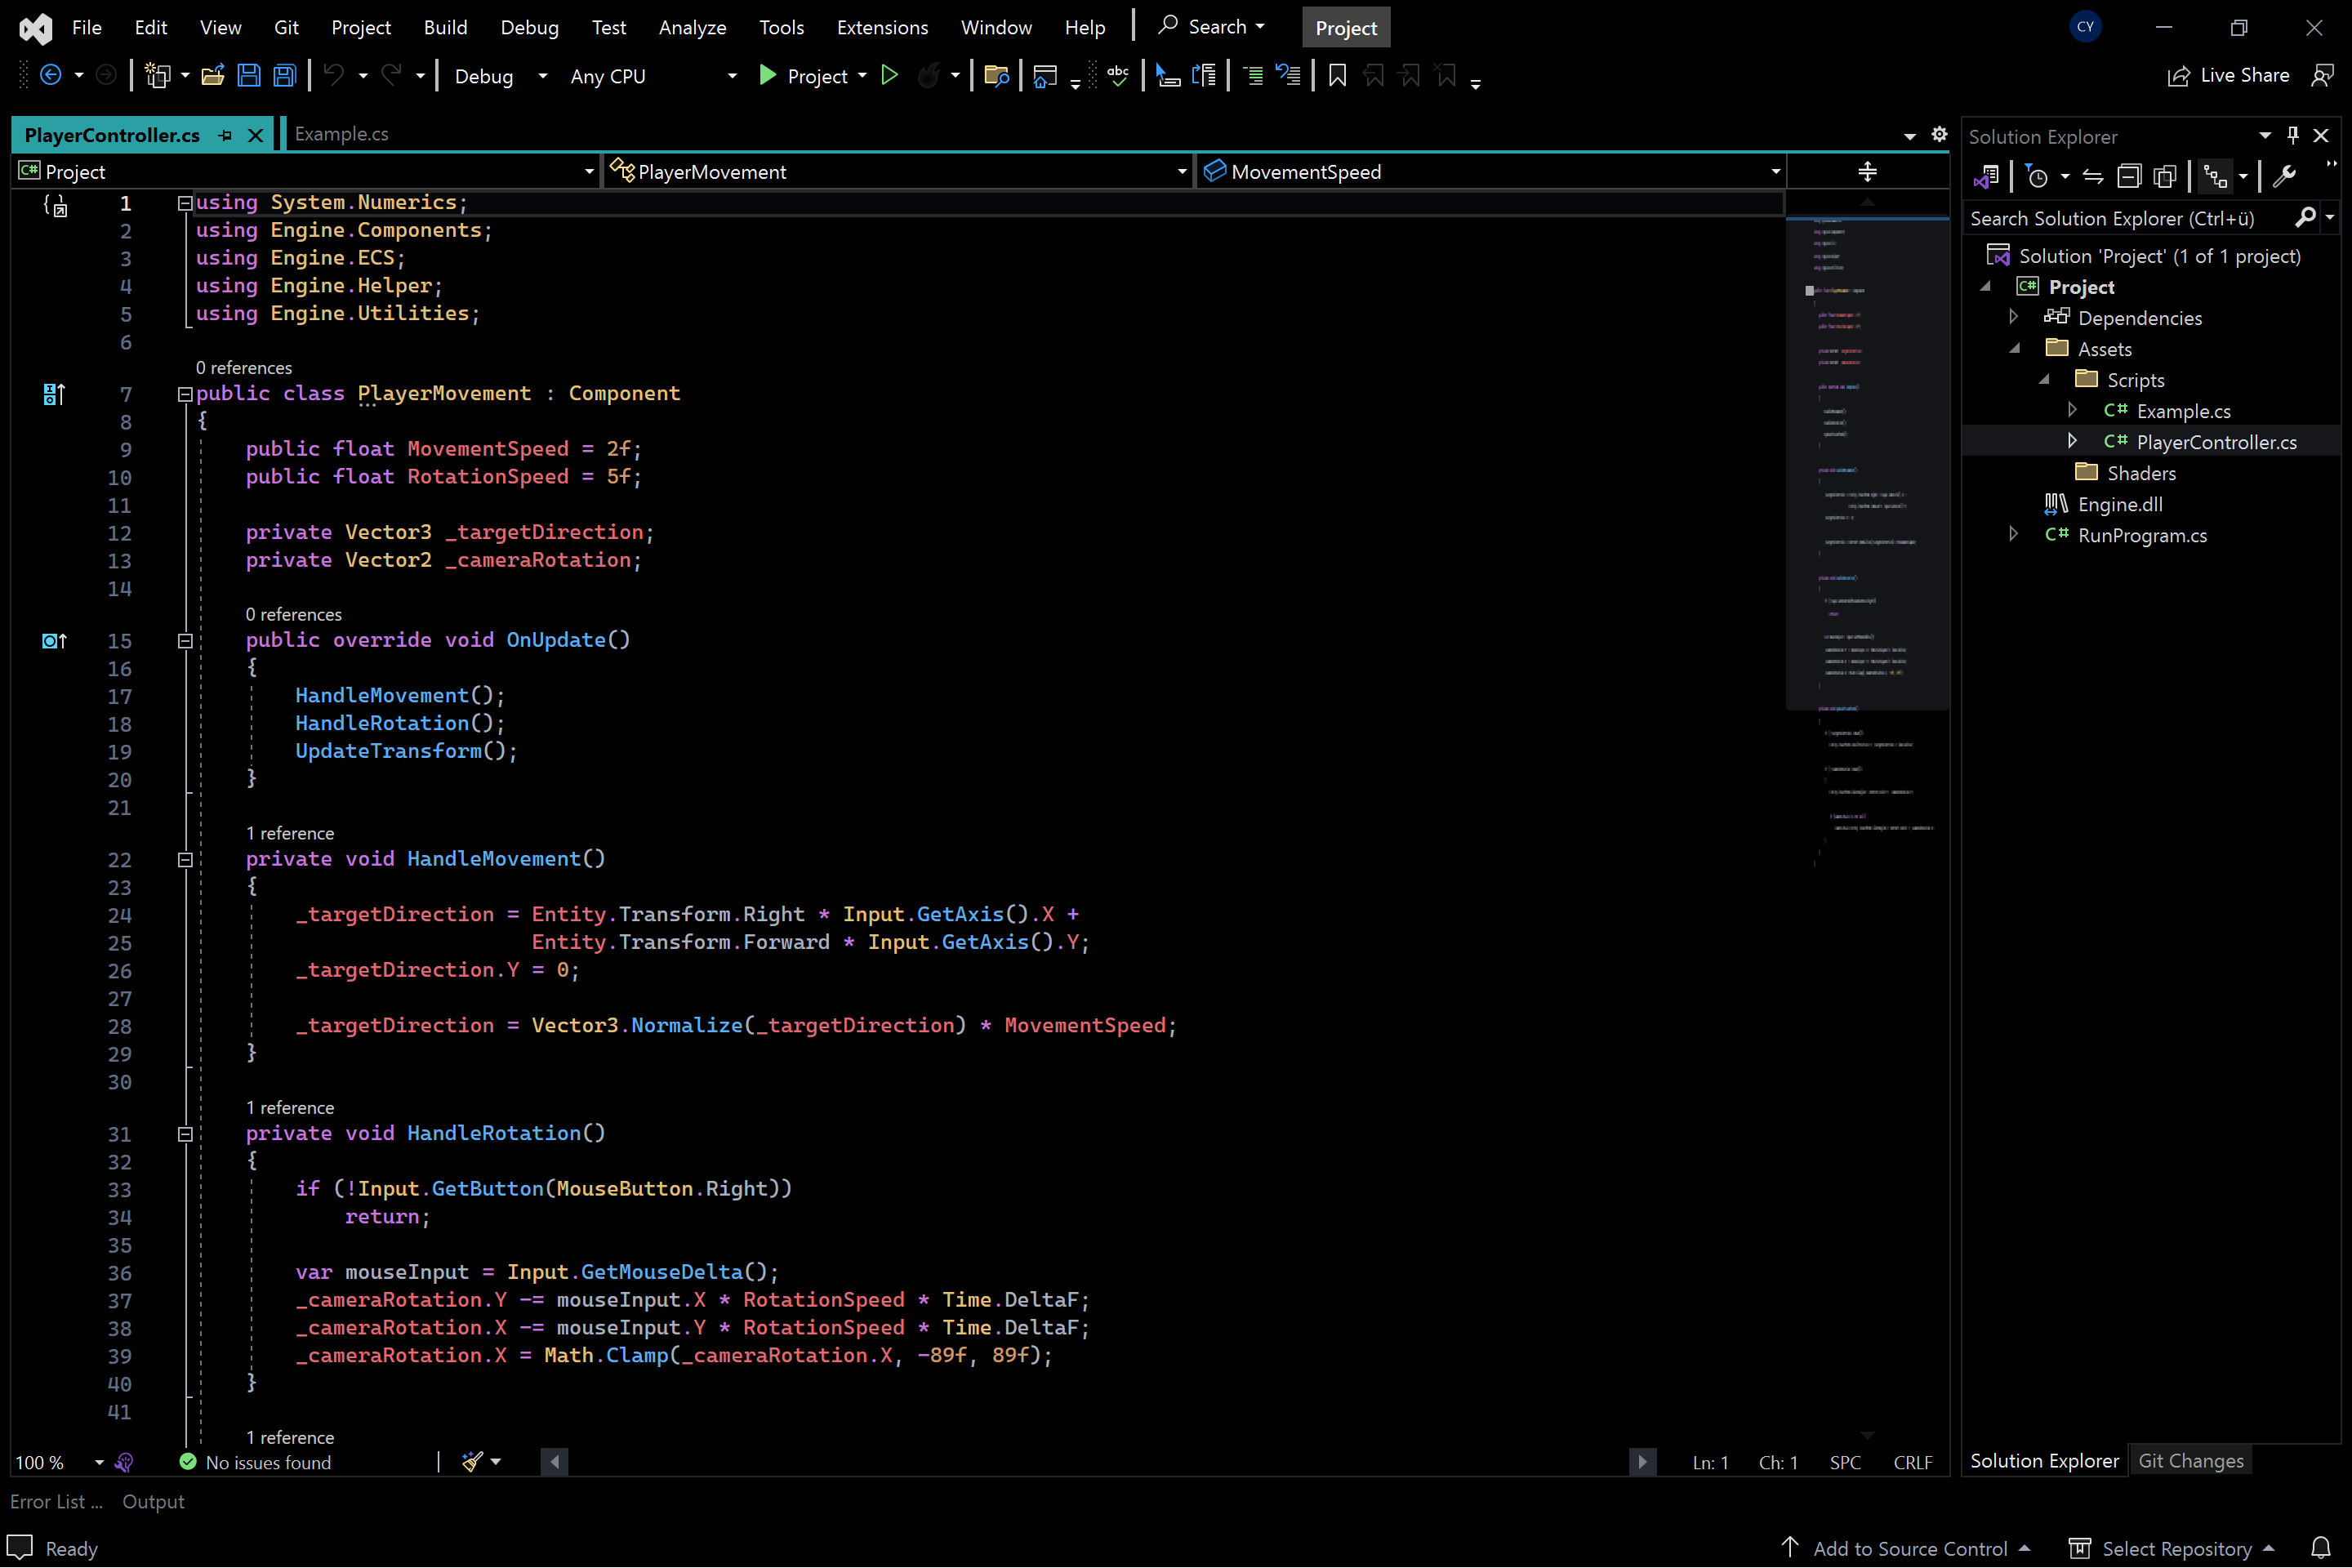 File Edit View Git Project Build Debug Test Analyze Tools Extensions Window Help Search Project CY
Debug Any CPU Project abc Live Share
PlayerController.cs Example.cs
Project PlayerMovement MovementSpeed
1 using System.Numerics;
2 using Engine.Components;
3 using Engine.ECS;
4 using Engine.Helper;
5 using Engine.Utilities;
6
0 references
7 public class PlayerMovement : Component
8 {
9 public float MovementSpeed = 2f;
10 public float RotationSpeed = 5f;
11
12 private Vector3 _targetDirection;
13 private Vector2 _cameraRotation;
14
0 references
15 public override void OnUpdate()
16 {
17 HandleMovement();
18 HandleRotation();
19 UpdateTransform();
20 }
21
1 reference
22 private void HandleMovement()
23 {
24 _targetDirection = Entity.Transform.Right * Input.GetAxis().X +
25 Entity.Transform.Forward * Input.GetAxis().Y;
26 _targetDirection.Y = 0;
27
28 _targetDirection = Vector3.Normalize(_targetDirection) * MovementSpeed;
29 }
30
1 reference
31 private void HandleRotation()
32 {
33 if (!Input.GetButton(MouseButton.Right))
34 return;
35
36 var mouseInput = Input.GetMouseDelta();
37 _cameraRotation.Y -= mouseInput.X * RotationSpeed * Time.DeltaF;
38 _cameraRotation.X -= mouseInput.Y * RotationSpeed * Time.DeltaF;
39 _cameraRotation.X = Math.Clamp(_cameraRotation.X, -89f, 89f);
40 }
41
1 reference
100 % No issues found Ln: 1 Ch: 1 SPC CRLF
Solution Explorer
Search Solution Explorer (Ctrl+ü)
Solution 'Project' (1 of 1 project)
C# Project
Dependencies
Assets
Scripts
C# Example.cs
C# PlayerController.cs
Shaders
Engine.dll
C# RunProgram.cs
Solution Explorer Git Changes
Error List ... Output
Ready Add to Source Control Select Repository